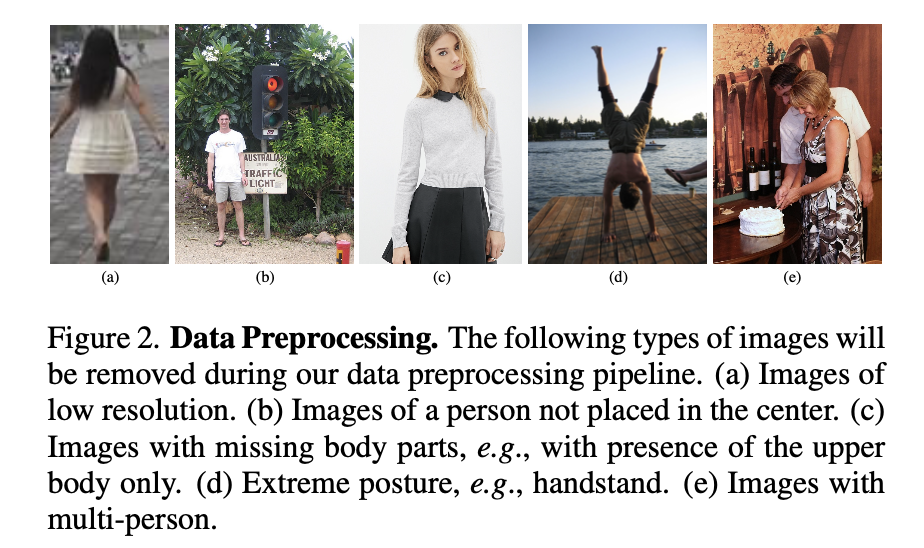 AUSTRALIA'S
TRAFFIC
LIGHT
(a)
(b)
(c)
(d)
(e)
Figure 2. Data Preprocessing. The following types of images will
be removed during our data preprocessing pipeline. (a) Images of
low resolution. (b) Images of a person not placed in the center. (c)
Images with missing body parts, e.g., with presence of the upper
body only. (d) Extreme posture, e.g., handstand. (e) Images with
multi-person.